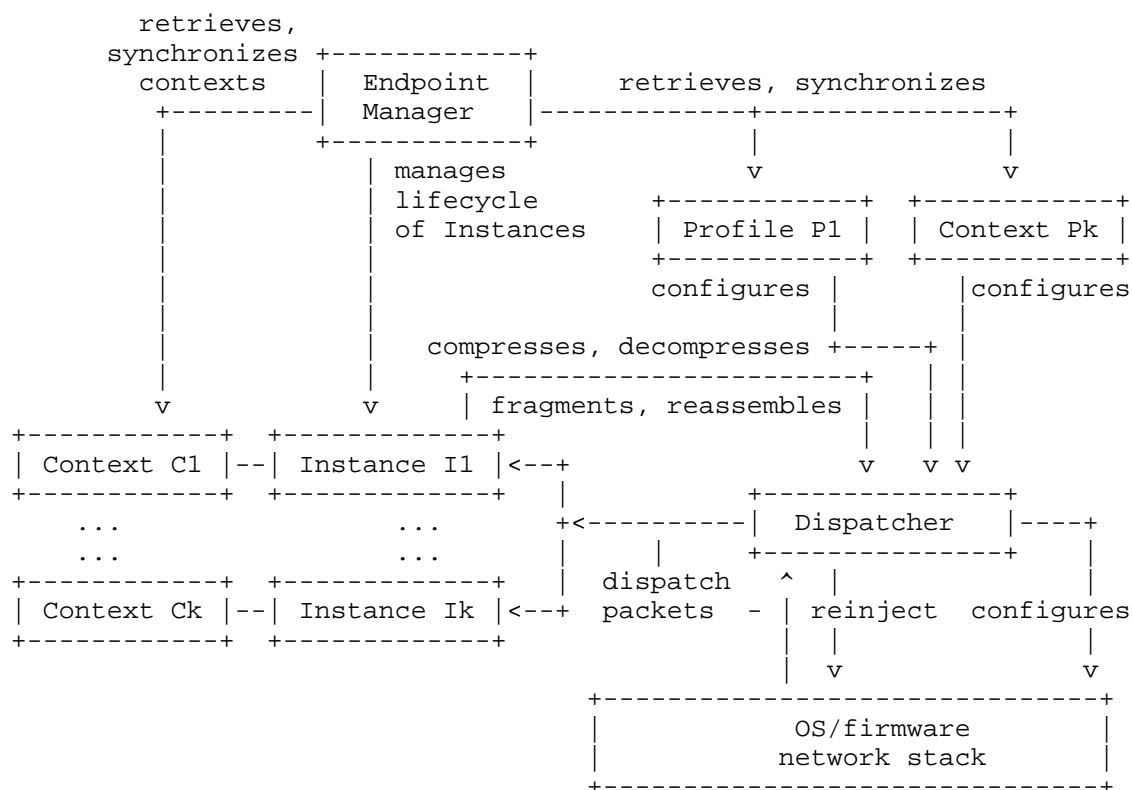 retrieves,
synchronizes
contexts
Endpoint
Manager
retrieves, synchronizes
manages
lifecycle
of Instances
Profile P1
Context Pk
configures
configures
compresses, decompresses
fragments, reassembles
Context C1
Instance I1
... ...
Dispatcher
... ...
dispatch
packets
Context Ck
Instance Ik
reinject
configures
OS/firmware
network stack